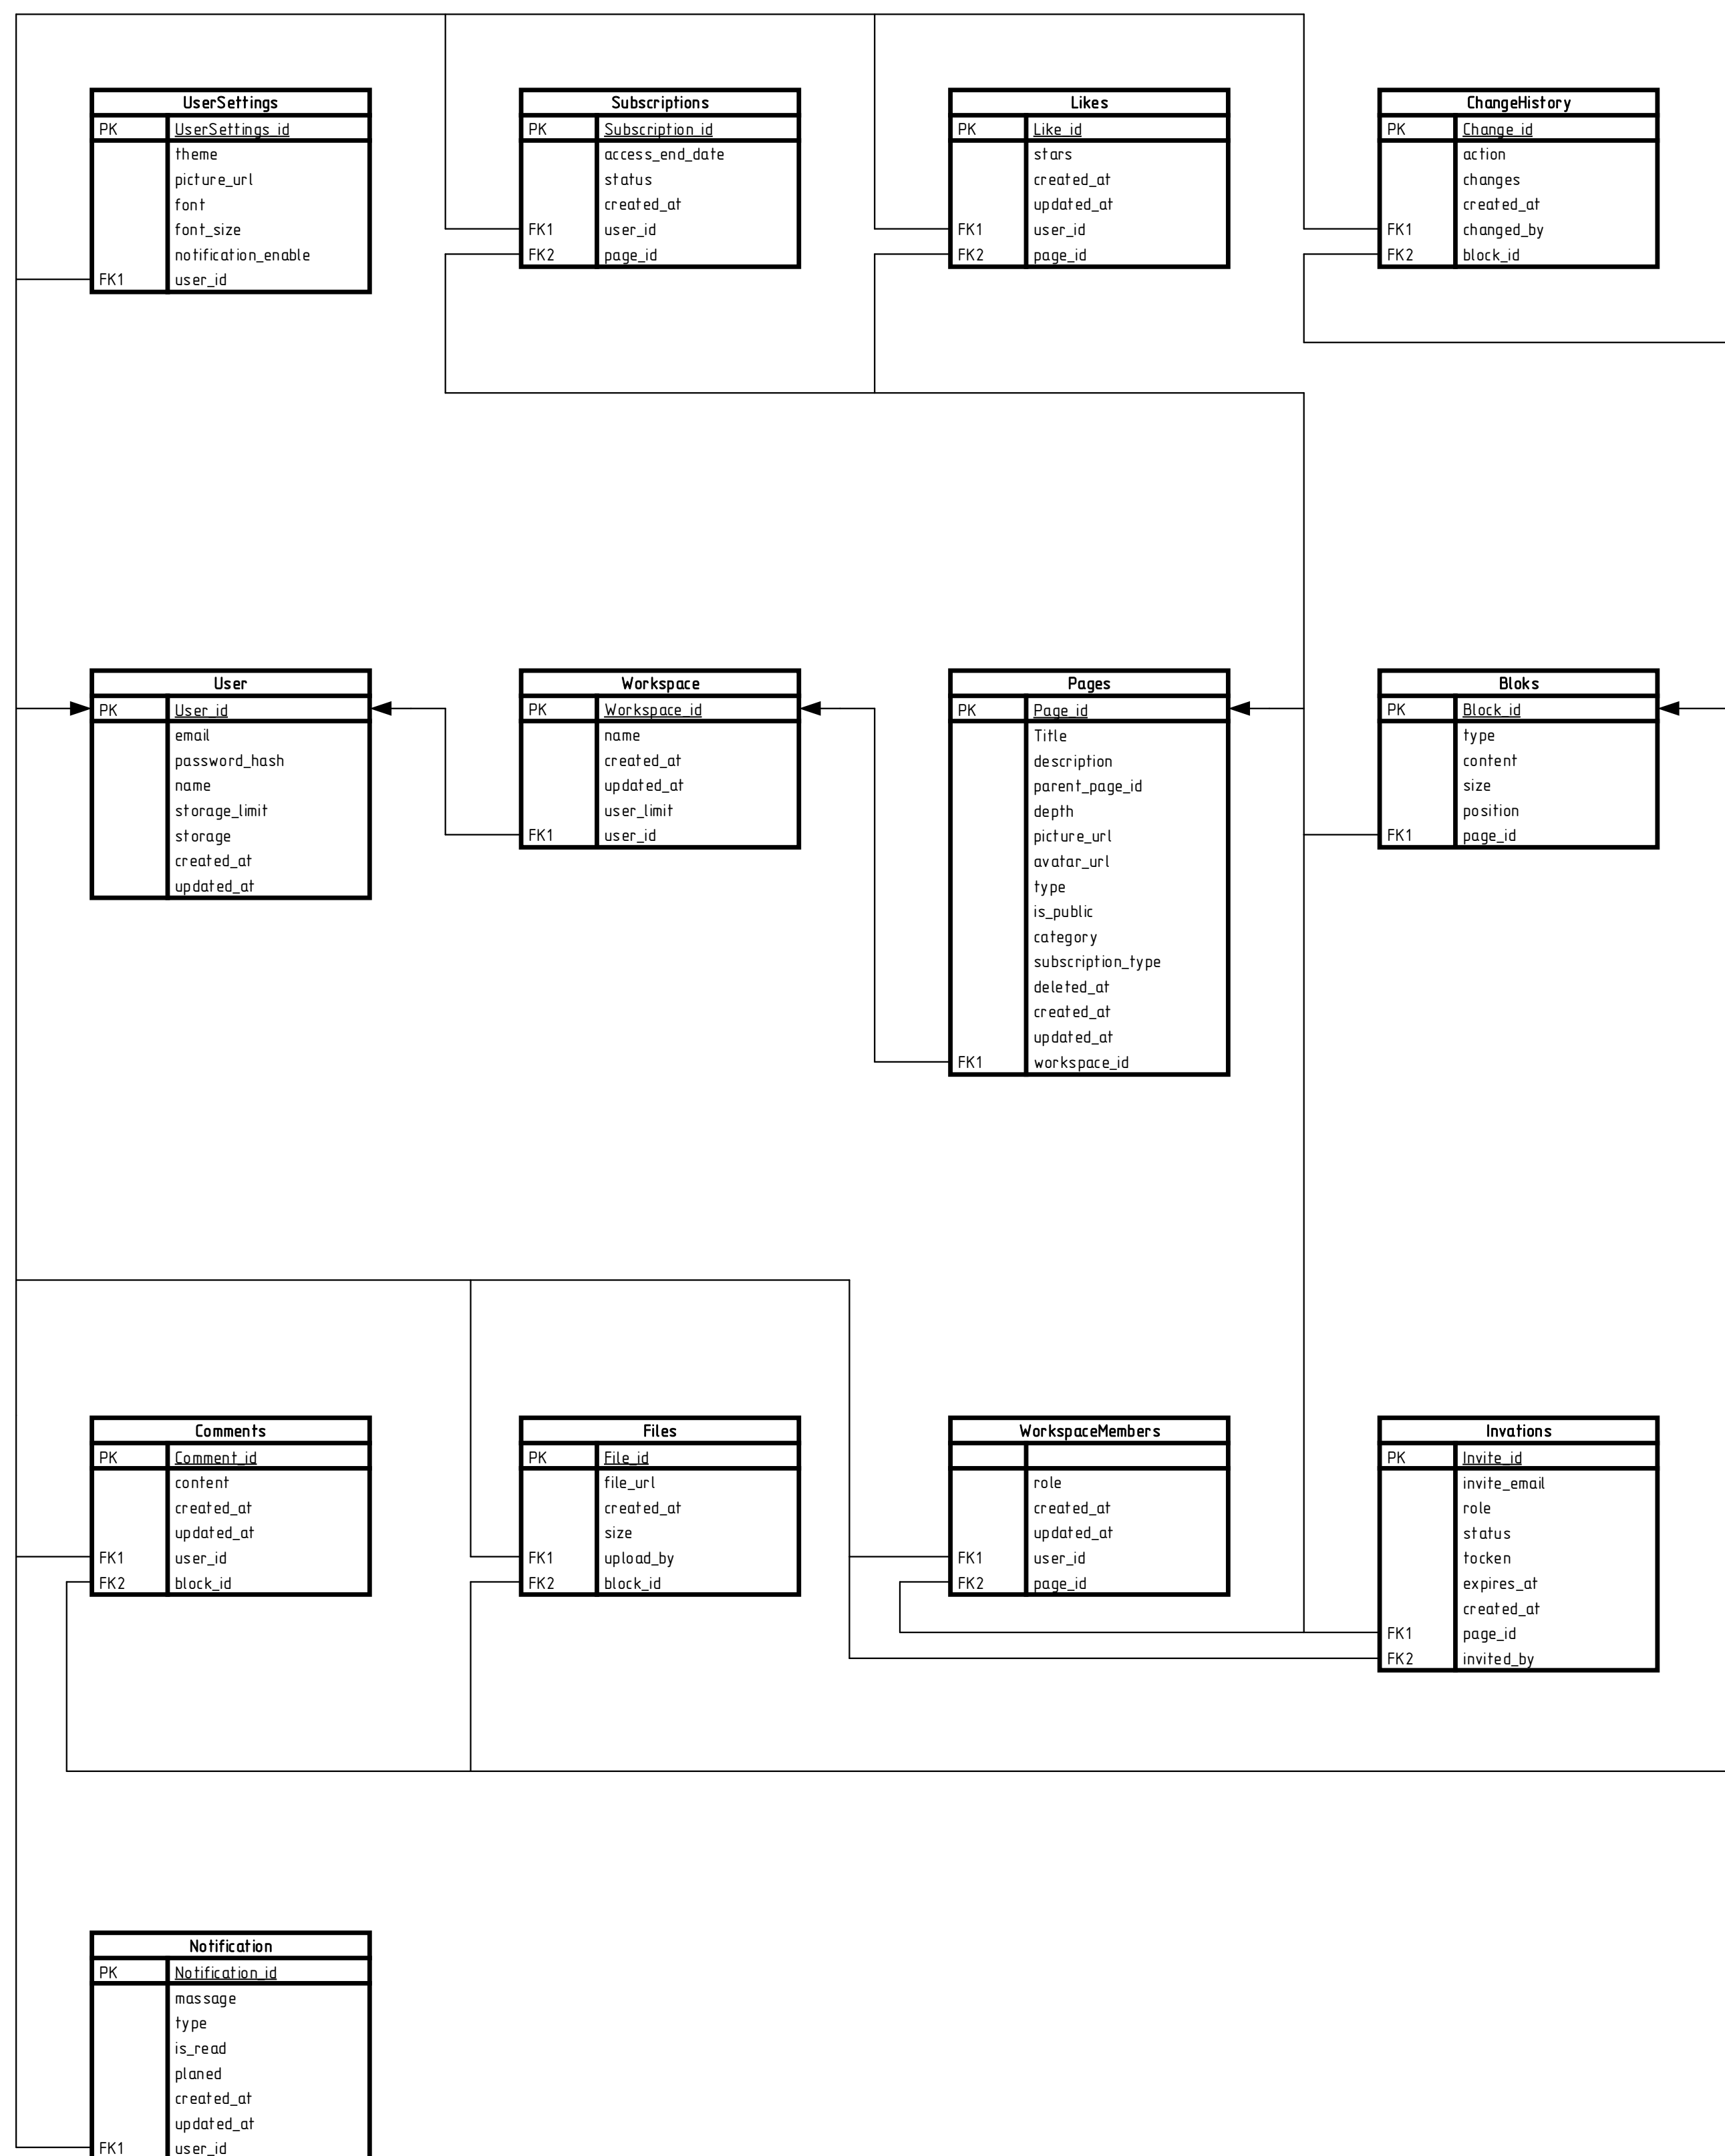 UserSettings
PK UserSettings_id
theme
picture_url
font
font_size
notification_enable
FK1 user_id
Subscriptions
PK Subscription_id
access_end_date
status
created_at
FK1 user_id
FK2 page_id
Likes
PK Like_id
stars
created_at
updated_at
FK1 user_id
FK2 page_id
ChangeHistory
PK Change_id
action
changes
created_at
FK1 changed_by
FK2 block_id
User
PK User_id
email
password_hash
name
storage_limit
storage
created_at
updated_at
Workspace
PK Workspace_id
name
created_at
updated_at
user_limit
FK1 user_id
Pages
PK Page_id
Title
description
parent_page_id
depth
picture_url
avatar_url
type
is_public
category
subscription_type
deleted_at
created_at
updated_at
FK1 workspace_id
Bloks
PK Block_id
type
content
size
position
FK1 page_id
Comments
PK Comment_id
content
created_at
updated_at
FK1 user_id
FK2 block_id
Files
PK File_id
file_url
created_at
size
FK1 upload_by
FK2 block_id
WorkspaceMembers
role
created_at
updated_at
FK1 user_id
FK2 page_id
Invations
PK Invite_id
invite_email
role
status
tocken
expires_at
created_at
FK1 page_id
FK2 invited_by
Notification
PK Notification_id
massage
type
is_read
planed
created_at
updated_at
FK1 user_id